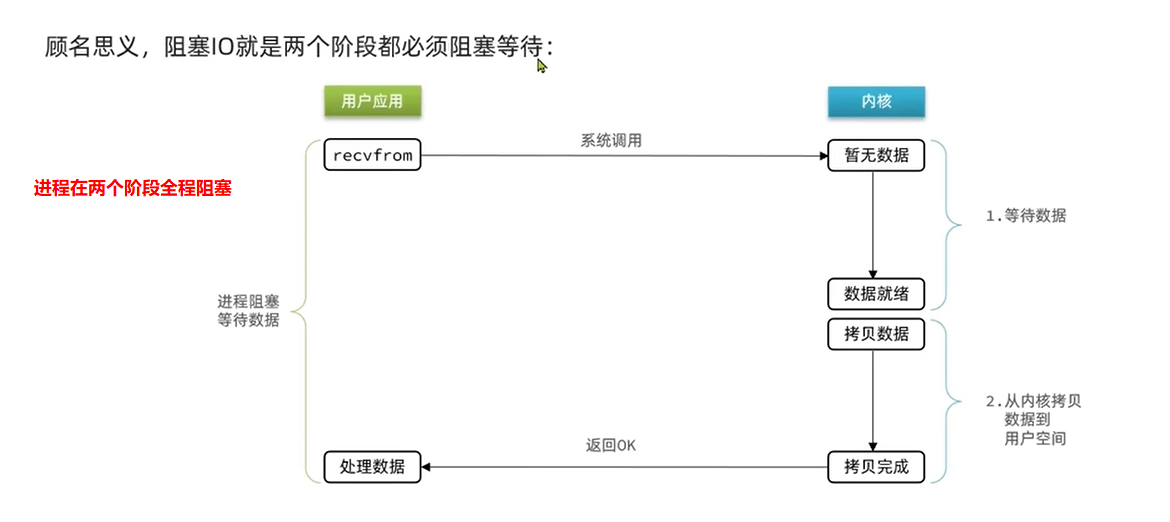 顾名思义，阻塞IO就是两个阶段都必须阻塞等待：
用户应用
内核
recvfrom
系统调用
暂无数据
进程在两个阶段全程阻塞
1.等待数据
进程阻塞
等待数据
数据就绪
拷贝数据
2.从内核拷贝
数据到
用户空间
返回OK
处理数据
拷贝完成